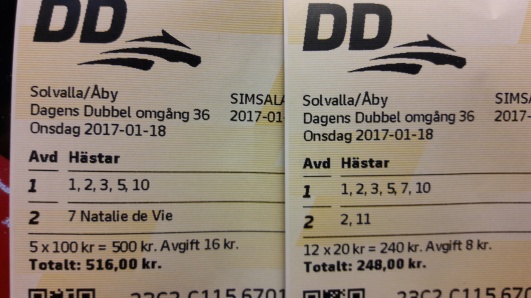 DD
Solvalla/Åby
Dagens Dubbel omgång 36 2017-01
Onsdag 2017-01-18
Avd Hästar
1 1, 2, 3, 5, 10
2 7 Natalie de Vie
5 x 100 kr = 500 kr. Avgift 16 kr.
Totalt: 516,00 kr.
DD
Solvalla/Åby
Dagens Dubbel omgång 36 2017-
Onsdag 2017-01-18
Avd Hästar
1 1, 2, 3, 5, 7, 10
2 2, 11
12 x 20 kr = 240 kr. Avgift 8 kr.
Totalt: 248,00 kr.